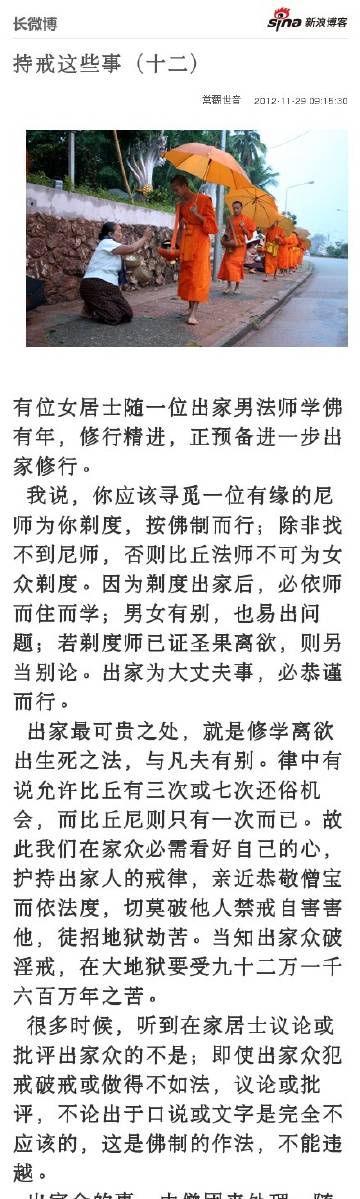 长微博
sina 新浪博客
持戒这些事（十二）
常觀世音 2012-11-29 09:15:30
有位女居士随一位出家男法师学佛
有年，修行精进，正预备进一步出
家修行。
我说，你应该寻觅一位有缘的尼
师为你剃度，按佛制而行；除非找
不到尼师，否则比丘法师不可为女
众剃度。因为剃度出家后，必依师
而住而学；男女有别，也易出问
题；若剃度师已证圣果离欲，则另
当别论。出家为大丈夫事，必恭谨
而行。
出家最可贵之处，就是修学离欲
出生死之法，与凡夫有别。律中有
说允许比丘有三次或七次还俗机
会，而比丘尼则只有一次而已。故
此我们在家众必需看好自己的心，
护持出家人的戒律，亲近恭敬僧宝
而依法度，切莫破他人禁戒自害害
他，徒招地狱劫苦。当知出家众破
淫戒，在大地狱要受九十二万一千
六百万年之苦。
很多时候，听到在家居士议论或
批评出家众的不是；即使出家众犯
戒破戒或做得不如法，议论或批
评，不论出于口说或文字是完全不
应该的，这是佛制的作法，不能违
越。